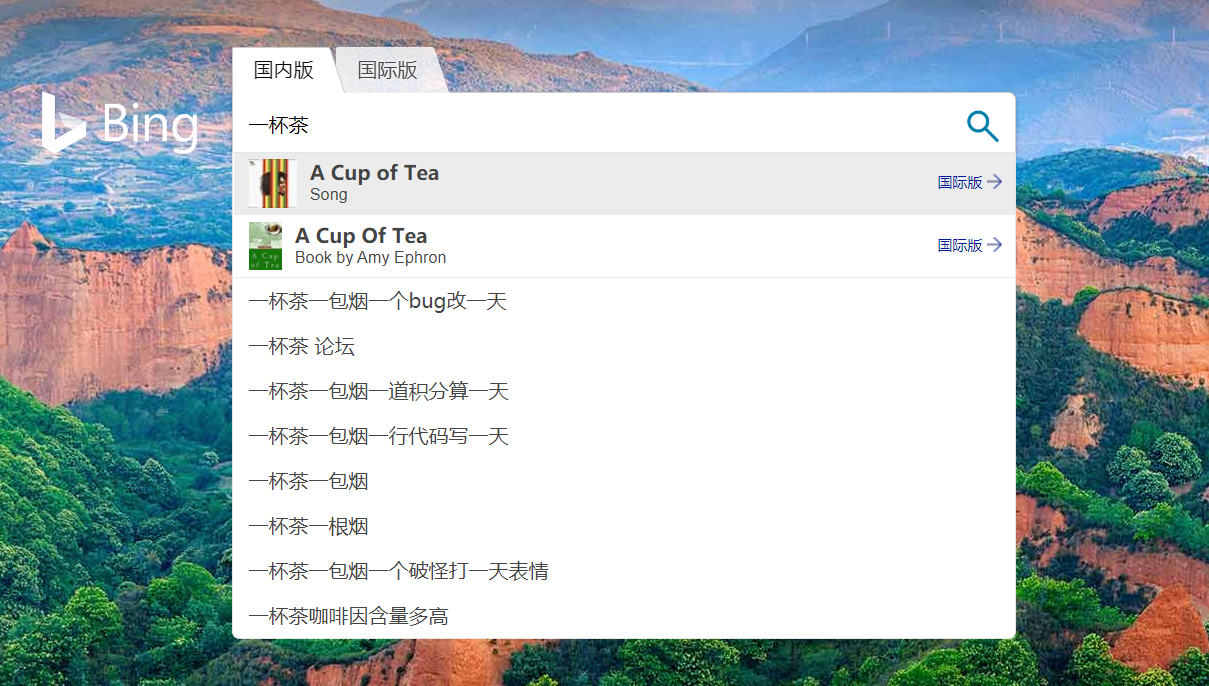 国内版
国际版
Bing
一杯茶
A Cup of Tea
Song
国际版
A Cup Of Tea
Book by Amy Ephron
国际版
A Cup
of Tea
一杯茶一包烟一个bug改一天
一杯茶 论坛
一杯茶一包烟一道积分算一天
一杯茶一包烟一行代码写一天
一杯茶一包烟
一杯茶一根烟
一杯茶一包烟一个破怪打一天表情
一杯茶咖啡因含量多高